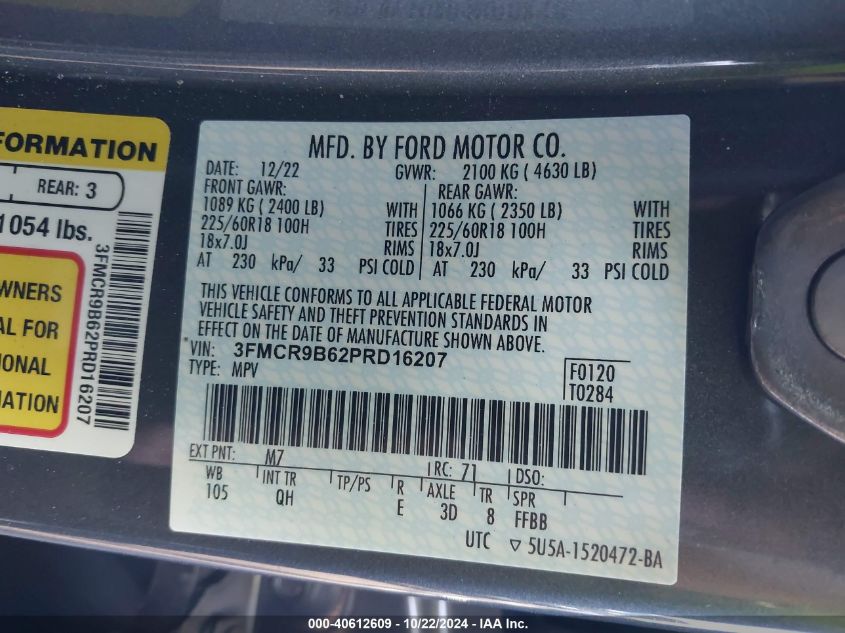 FORMATION
REAR: 3
1054 lbs.
3FMCR9B62PRD16207
WNERS
AL FOR
IONAL
MATION
MFD. BY FORD MOTOR CO.
DATE: 12/22 GVWR: 2100 KG ( 4630 LB)
FRONT GAWR: REAR GAWR:
1089 KG ( 2400 LB) WITH 1066 KG ( 2350 LB) WITH
225/60R18 100H TIRES 225/60R18 100H TIRES
18x7.0J RIMS 18x7.0J RIMS
AT 230 kPa/ 33 PSI COLD AT 230 kPa/ 33 PSI COLD
THIS VEHICLE CONFORMS TO ALL APPLICABLE FEDERAL MOTOR
VEHICLE SAFETY AND THEFT PREVENTION STANDARDS IN
EFFECT ON THE DATE OF MANUFACTURE SHOWN ABOVE.
*VIN: 3FMCR9B62PRD16207
TYPE: MPV
F0120
T0284
EXT PNT: M7 RC: 71 DSO:
WB INT TR TP/PS R AXLE TR SPR
105 QH E 3D 8 FFBB
UTC ▽ 5U5A-1520472-BA
000-40612609 - 10/22/2024 - IAA Inc.